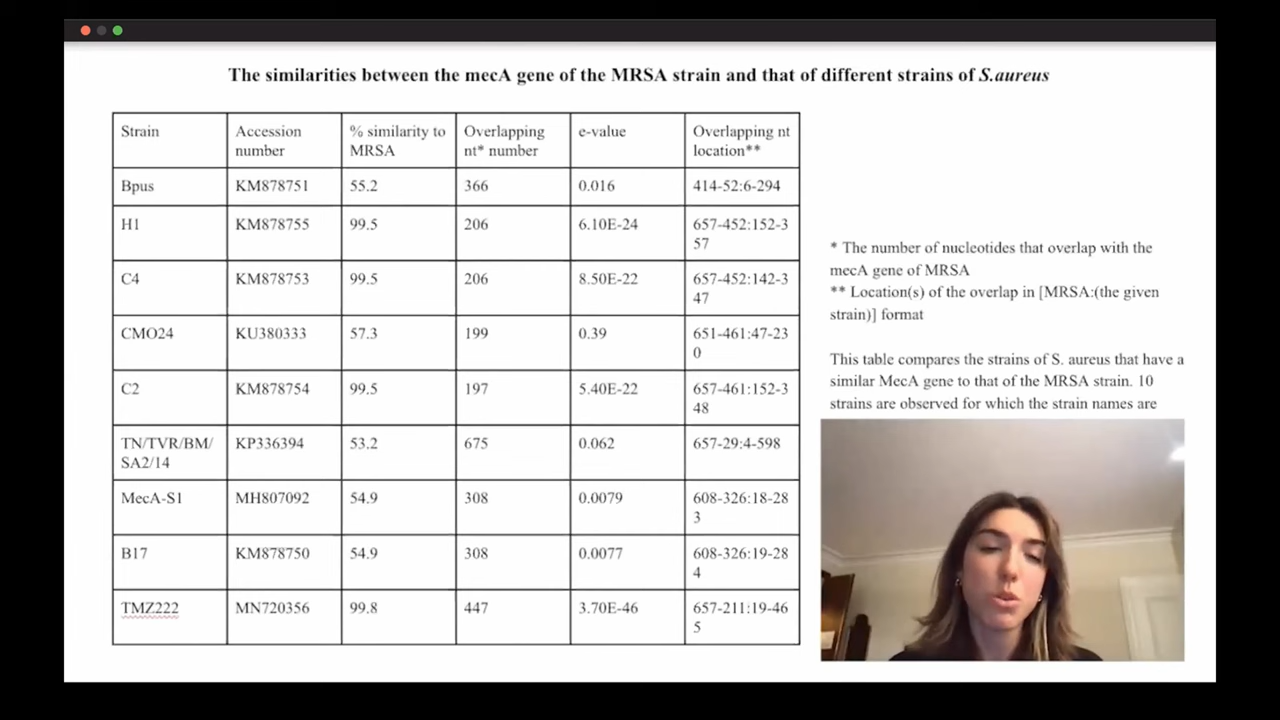 The similarities between the mecA gene of the MRSA strain and that of different strains of S.aureus
Strain
Accession
number
% similarity to
MRSA
Overlapping
nt* number
e-value
Overlapping nt
location**
Bpus
KM878751
55.2
366
0.016
414-52:6-294
H1
KM878755
99.5
206
6.10E-24
657-452:152-3
57
C4
KM878753
99.5
206
8.50E-22
657-452:142-3
47
CMO24
KU380333
57.3
199
0.39
651-461:47-23
0
C2
KM878754
99.5
197
5.40E-22
657-461:152-3
48
TN/TVR/BM/
SA2/14
KP336394
53.2
675
0.062
657-29:4-598
MecA-S1
MH807092
54.9
308
0.0079
608-326:18-28
3
B17
KM878750
54.9
308
0.0077
608-326:19-28
4
TMZ222
MN720356
99.8
447
3.70E-46
657-211:19-46
5
* The number of nucleotides that overlap with the
mecA gene of MRSA
** Location(s) of the overlap in [MRSA:(the given
strain)] format
This table compares the strains of S. aureus that have a
similar MecA gene to that of the MRSA strain. 10
strains are observed for which the strain names are